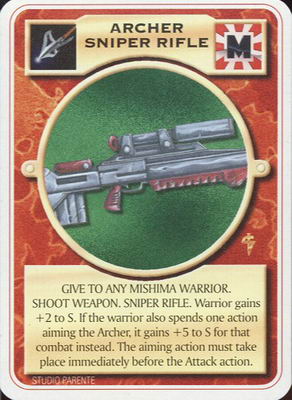 ARCHER
SNIPER RIFLE
M
GIVE TO ANY MISHIMA WARRIOR.
SHOOT WEAPON. SNIPER RIFLE. Warrior gains
+2 to S. If the warrior also spends one action
aiming the Archer, it gains +5 to S for that
combat instead. The aiming action must take
place immediately before the Attack action.
STUDIO PARENTE